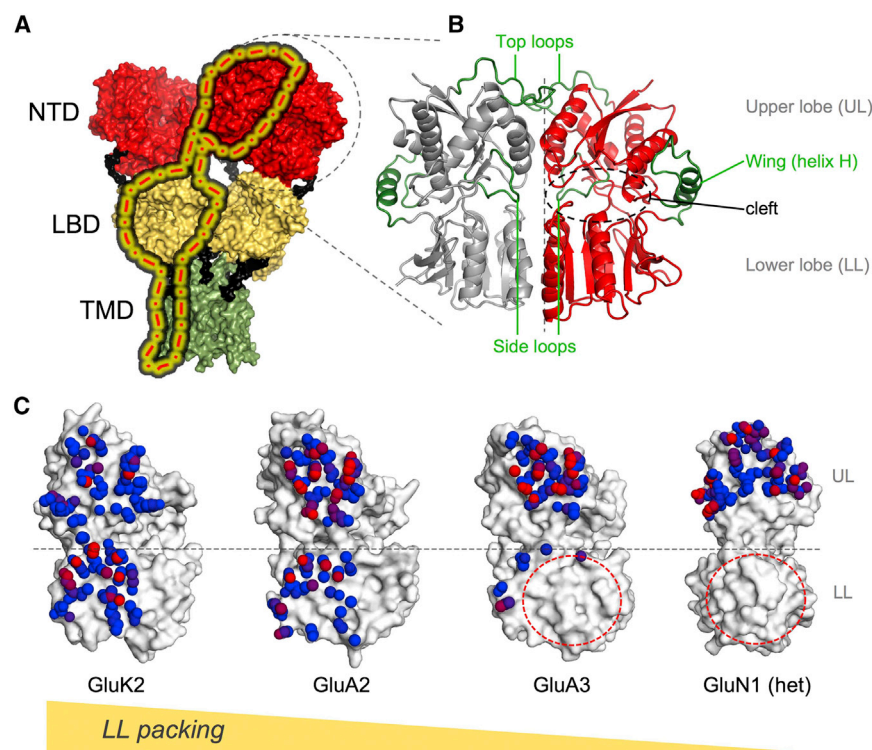 A
B
NTD
LBD
TMD
Top loops
Upper lobe (UL)
Wing (helix H)
cleft
Lower lobe (LL)
Side loops
C
UL
LL
GluK2
GluA2
GluA3
GluN1 (het)
LL packing